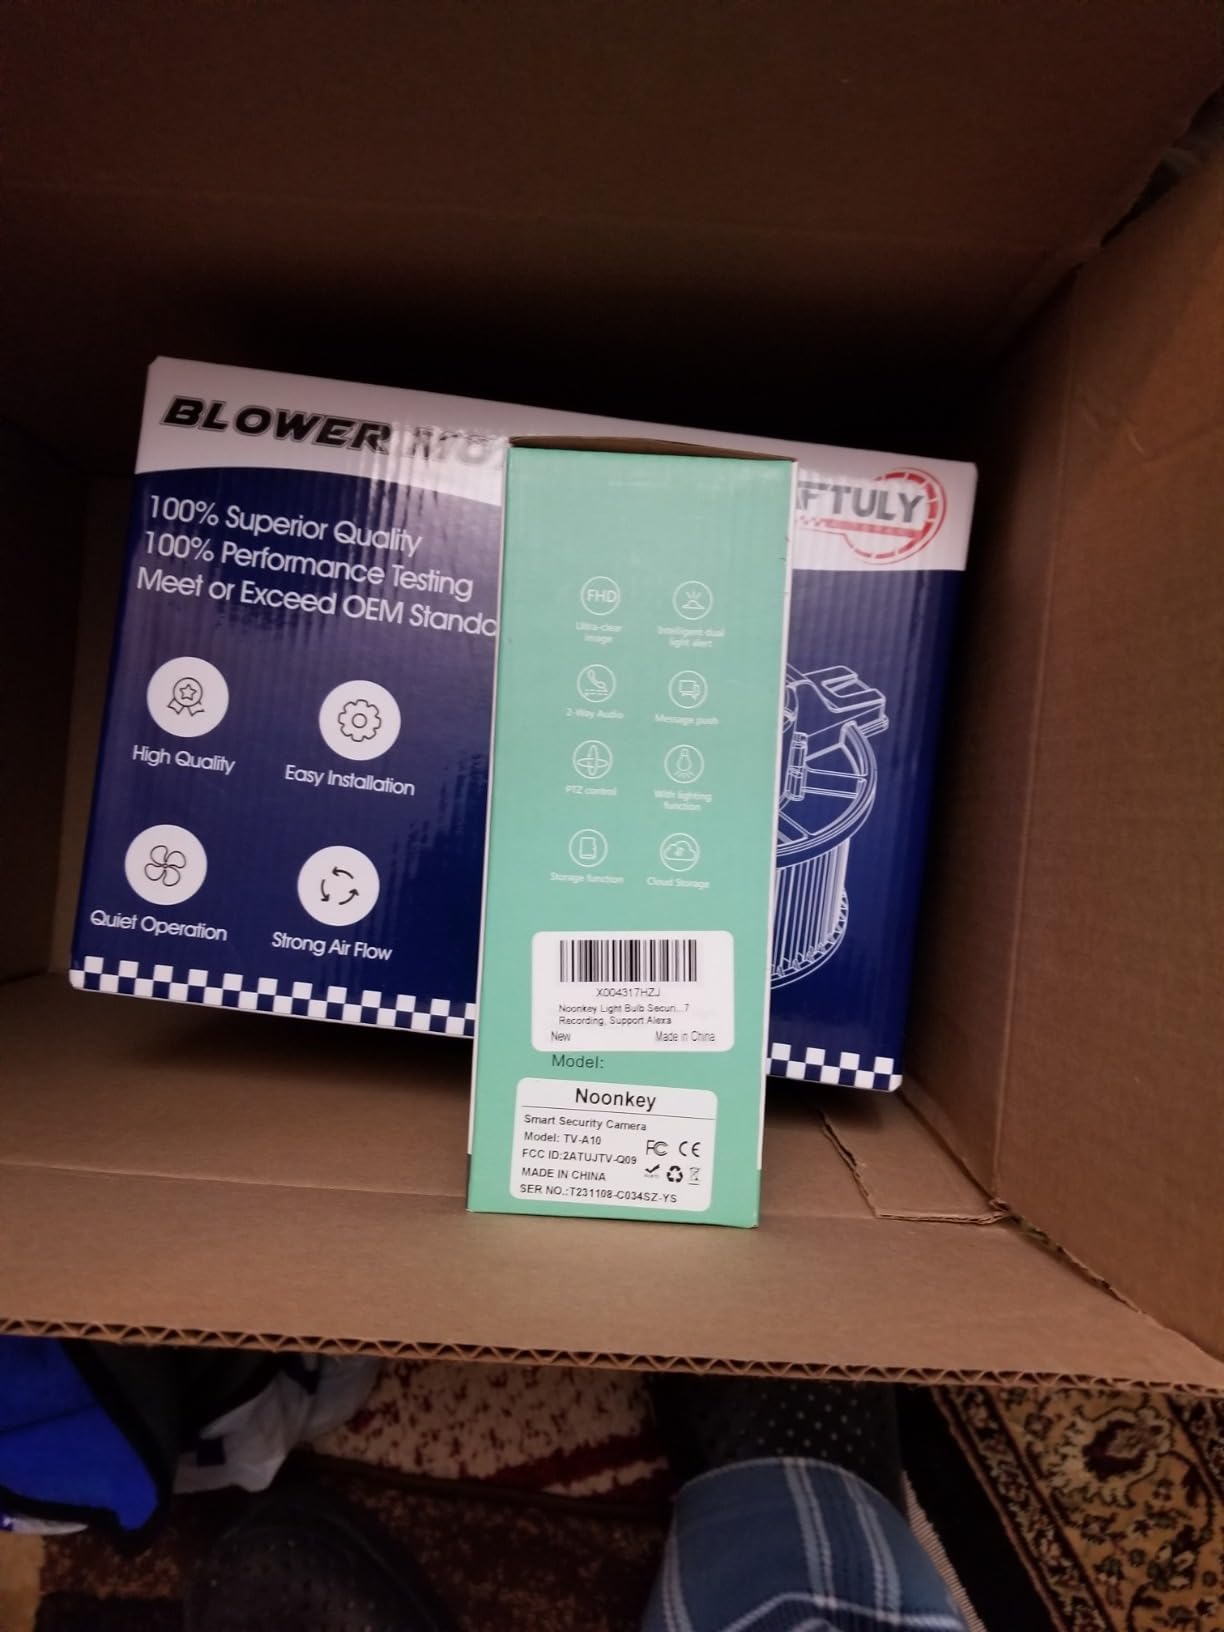 BLOWER MO
AFTULY
100% Superior Quality
100% Performance Testing
Meet or Exceed OEM Standa
High Quality
Easy Installation
Quiet Operation
Strong Air Flow
FHD
Ultra-clear
image
Intelligent dual
light alert
2-Way Audio
Message push
PTZ control
With lighting
function
Storage function
Cloud Storage
X004317HZJ
Noonkey Light Bulb Securi...7
Recording, Support Alexa
New
Made in China
Model:
Noonkey
Smart Security Camera
Model: TV-A10
FCC ID:2ATUJTV-Q09
FC CE
MADE IN CHINA
SER NO.:T231108-C034SZ-YS